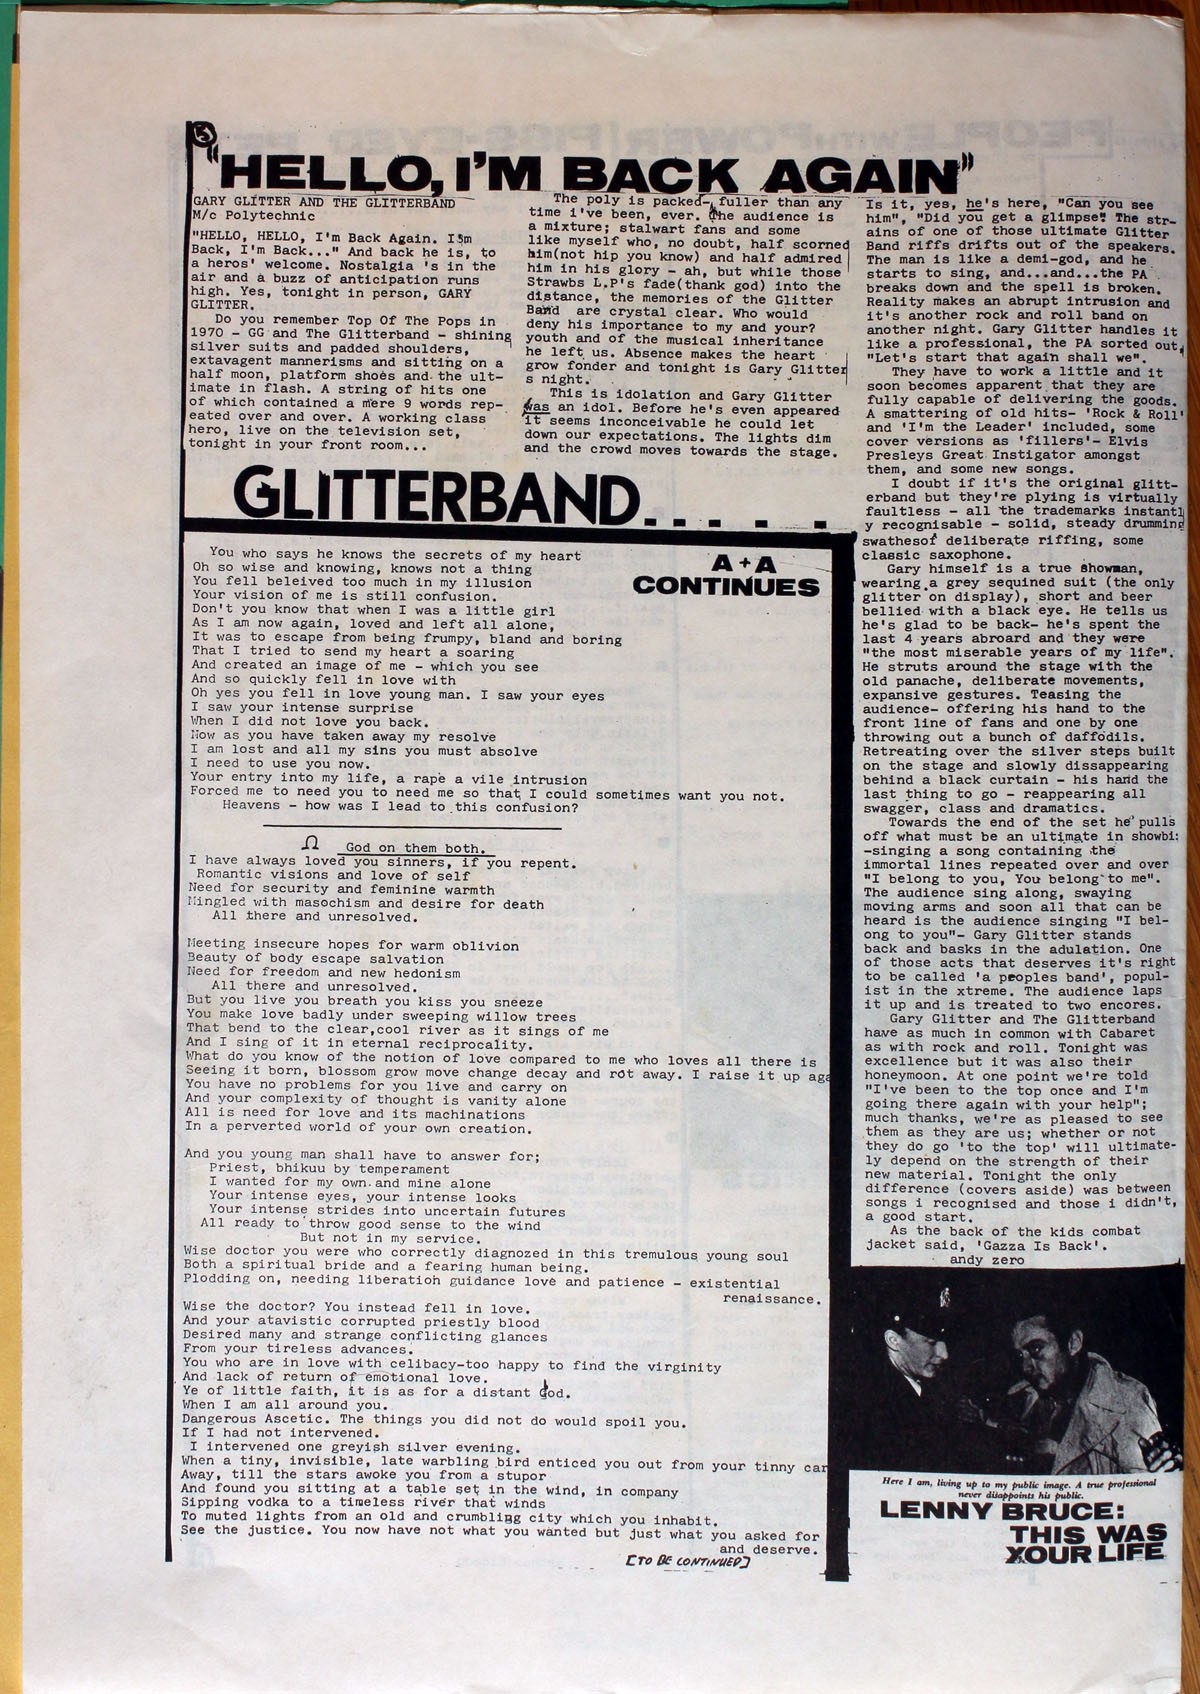 5
"HELLO, I'M BACK AGAIN"
GARY GLITTER AND THE GLITTERBAND
M/c Polytechnic
"HELLO, HELLO, I'm Back Again. I'm
Back, I'm Back..." And back he is, to
a heros' welcome. Nostalgia 's in the
air and a buzz of anticipation runs
high. Yes, tonight in person, GARY
GLITTER.
Do you remember Top Of The Pops in
1970 - GG and The Glitterband - shining
silver suits and padded shoulders,
extavagent mannerisms and sitting on a
half moon, platform shoes and the ult-
imate in flash. A string of hits one
of which contained a mere 9 words rep-
eated over and over. A working class
hero, live on the television set,
tonight in your front room...
The poly is packed- fuller than any
time i've been, ever. The audience is
a mixture; stalwart fans and some
like myself who, no doubt, half scorned
him(not hip you know) and half admired
him in his glory - ah, but while those
Strawbs L.P's fade(thank god) into the
distance, the memories of the Glitter
Band are crystal clear. Who would
deny his importance to my and your?
youth and of the musical inheritance
he left us. Absence makes the heart
grow fonder and tonight is Gary Glitter
s night.
This is idolation and Gary Glitter
was an idol. Before he's even appeared
it seems inconceivable he could let
down our expectations. The lights dim
and the crowd moves towards the stage.
Is it, yes, he's here, "Can you see
him", "Did you get a glimpse" The str-
ains of one of those ultimate Glitter
Band riffs drifts out of the speakers.
The man is like a demi-god, and he
starts to sing, and...and...the PA
breaks down and the spell is broken.
Reality makes an abrupt intrusion and
it's another rock and roll band on
another night. Gary Glitter handles it
like a professional, the PA sorted out,
"Let's start that again shall we".
They have to work a little and it
soon becomes apparent that they are
fully capable of delivering the goods.
A smattering of old hits- 'Rock & Roll'
and 'I'm the Leader' included, some
cover versions as 'fillers'- Elvis
Presleys Great Instigator amongst
them, and some new songs.
I doubt if it's the original glitt-
erband but they're plying is virtually
faultless - all the trademarks instantl
y recognisable - solid, steady drumming
swathesof deliberate riffing, some
classic saxophone.
Gary himself is a true showman,
wearing a grey sequined suit (the only
glitter on display), short and beer
bellied with a black eye. He tells us
he's glad to be back- he's spent the
last 4 years abroard and they were
"the most miserable years of my life".
He struts around the stage with the
old panache, deliberate movements,
expansive gestures. Teasing the
audience- offering his hand to the
front line of fans and one by one
throwing out a bunch of daffodils.
Retreating over the silver steps built
on the stage and slowly dissappearing
behind a black curtain - his hand the
last thing to go - reappearing all
swagger, class and dramatics.
Towards the end of the set he pulls
off what must be an ultimate in showbi:
-singing a song containing the
immortal lines repeated over and over
"I belong to you, You belong to me".
The audience sing along, swaying
moving arms and soon all that can be
heard is the audience singing "I bel-
ong to you"- Gary Glitter stands
back and basks in the adulation. One
of those acts that deserves it's right
to be called 'a peoples band', popul-
ist in the xtreme. The audience laps
it up and is treated to two encores.
Gary Glitter and The Glitterband
have as much in common with Cabaret
as with rock and roll. Tonight was
excellence but it was also their
honeymoon. At one point we're told
"I've been to the top once and I'm
going there again with your help";
much thanks, we're as pleased to see
them as they are us; whether or not
they do go 'to the top' will ultimate-
ly depend on the strength of their
new material. Tonight the only
difference (covers aside) was between
songs i recognised and those i didn't,
a good start.
As the back of the kids combat
jacket said, 'Gazza Is Back'.
andy zero
GLITTERBAND. . . . .
A+A
CONTINUES
You who says he knows the secrets of my heart
Oh so wise and knowing, knows not a thing
You fell beleived too much in my illusion
Your vision of me is still confusion.
Don't you know that when I was a little girl
As I am now again, loved and left all alone,
It was to escape from being frumpy, bland and boring
That I tried to send my heart a soaring
And created an image of me - which you see
And so quickly fell in love with
Oh yes you fell in love young man. I saw your eyes
I saw your intense surprise
When I did not love you back.
Now as you have taken away my resolve
I am lost and all my sins you must absolve
I need to use you now.
Your entry into my life, a rape a vile intrusion
Forced me to need you to need me so that I could sometimes want you not.
Heavens - how was I lead to this confusion?
Ω God on them both.
I have always loved you sinners, if you repent.
Romantic visions and love of self
Need for security and feminine warmth
Mingled with masochism and desire for death
All there and unresolved.
Meeting insecure hopes for warm oblivion
Beauty of body escape salvation
Need for freedom and new hedonism
All there and unresolved.
But you live you breath you kiss you sneeze
You make love badly under sweeping willow trees
That bend to the clear,cool river as it sings of me
And I sing of it in eternal reciprocality.
What do you know of the notion of love compared to me who loves all there is
Seeing it born, blossom grow move change decay and rot away. I raise it up aga
You have no problems for you live and carry on
And your complexity of thought is vanity alone
All is need for love and its machinations
In a perverted world of your own creation.
And you young man shall have to answer for;
Priest, bhikuu by temperament
I wanted for my own and mine alone
Your intense eyes, your intense looks
Your intense strides into uncertain futures
All ready to throw good sense to the wind
But not in my service.
Wise doctor you were who correctly diagnozed in this tremulous young soul
Both a spiritual bride and a fearing human being.
Plodding on, needing liberatioh guidance love and patience - existential
renaissance.
Wise the doctor? You instead fell in love.
And your atavistic corrupted priestly blood
Desired many and strange conflicting glances
From your tireless advances.
You who are in love with celibacy-too happy to find the virginity
And lack of return of emotional love.
Ye of little faith, it is as for a distant God.
When I am all around you.
Dangerous Ascetic. The things you did not do would spoil you.
If I had not intervened.
I intervened one greyish silver evening.
When a tiny, invisible, late warbling bird enticed you out from your tinny car
Away, till the stars awoke you from a stupor
And found you sitting at a table set in the wind, in company
Sipping vodka to a timeless river that winds
To muted lights from an old and crumbling city which you inhabit.
See the justice. You now have not what you wanted but just what you asked for
and deserve.
[TO BE CONTINUED]
Here I am, living up to my public image. A true professional
never disappoints his public.
LENNY BRUCE:
THIS WAS
YOUR LIFE